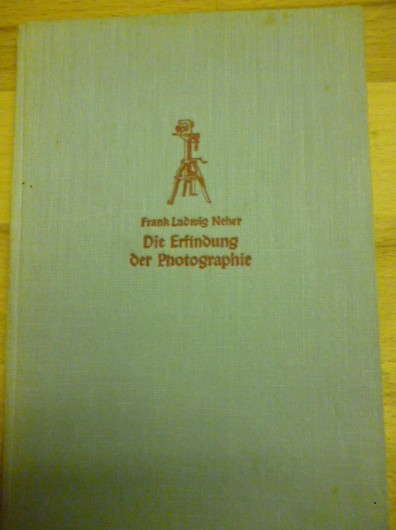 Frank Ludwig Neher
Die Erfindung
der Photographie